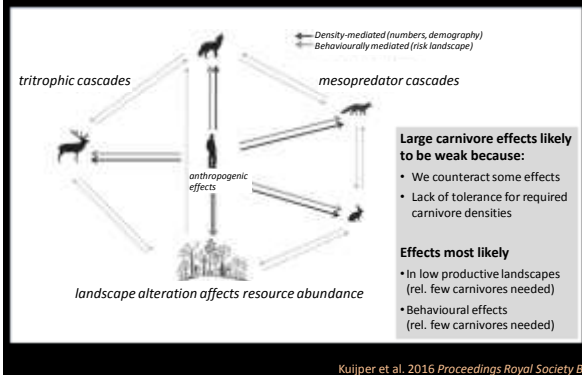 Density-mediated (numbers, demography)
Behaviourally mediated (risk landscape)
tritrophic cascades
mesopredator cascades
anthropogenic
effects
landscape alteration affects resource abundance
Large carnivore effects likely
to be weak because:
• We counteract some effects
• Lack of tolerance for required
carnivore densities
Effects most likely
• In low productive landscapes
(rel. few carnivores needed)
• Behavioural effects
(rel. few carnivores needed)
Kuijper et al. 2016 Proceedings Royal Society B